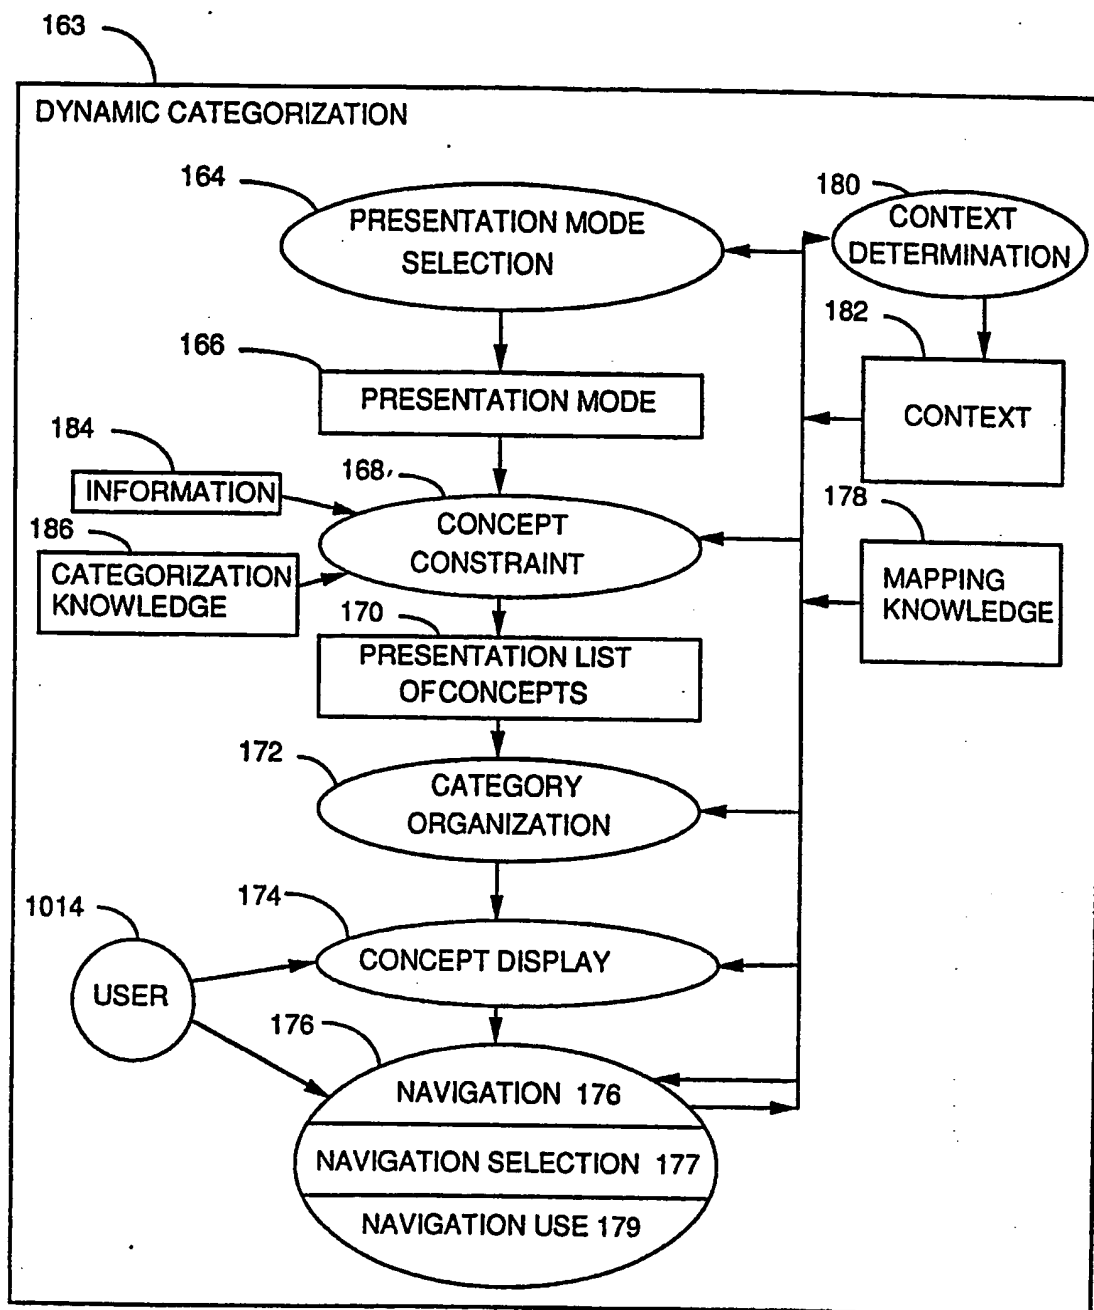 163
DYNAMIC CATEGORIZATION
164
PRESENTATION MODE
SELECTION
180
CONTEXT
DETERMINATION
166
PRESENTATION MODE
182
CONTEXT
184
INFORMATION
168
CONCEPT
CONSTRAINT
178
MAPPING
KNOWLEDGE
186
CATEGORIZATION
KNOWLEDGE
170
PRESENTATION LIST
OF CONCEPTS
172
CATEGORY
ORGANIZATION
174
CONCEPT DISPLAY
1014
USER
176
NAVIGATION 176
NAVIGATION SELECTION 177
NAVIGATION USE 179